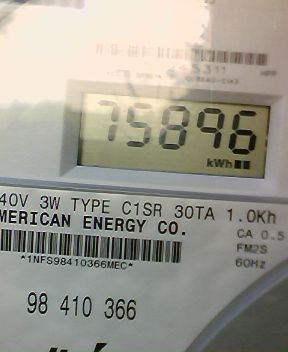 75896
kWh
40V 3W TYPE C1SR 30TA 1.0Kh
MERICAN ENERGY CO.
CA 0.5
FM2S
60Hz
*1NFS98410366MEC*
98 410 366